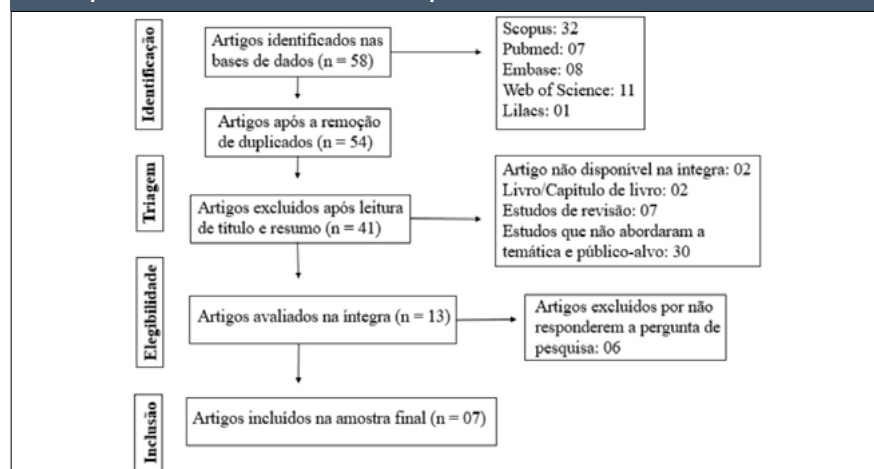 Identificação
Artigos identificados nas
bases de dados (n = 58)
Scopus: 32
Pubmed: 07
Embase: 08
Web of Science: 11
Lilacs: 01
Artigos após a remoção
de duplicados (n = 54)
Triagem
Artigos excluídos após leitura
de título e resumo (n = 41)
Artigo não disponível na íntegra: 02
Livro/Capítulo de livro: 02
Estudos de revisão: 07
Estudos que não abordaram a
temática e público-alvo: 30
Elegibilidade
Artigos avaliados na íntegra (n = 13)
Artigos excluídos por não
responderem a pergunta de
pesquisa: 06
Inclusão
Artigos incluídos na amostra final (n = 07)